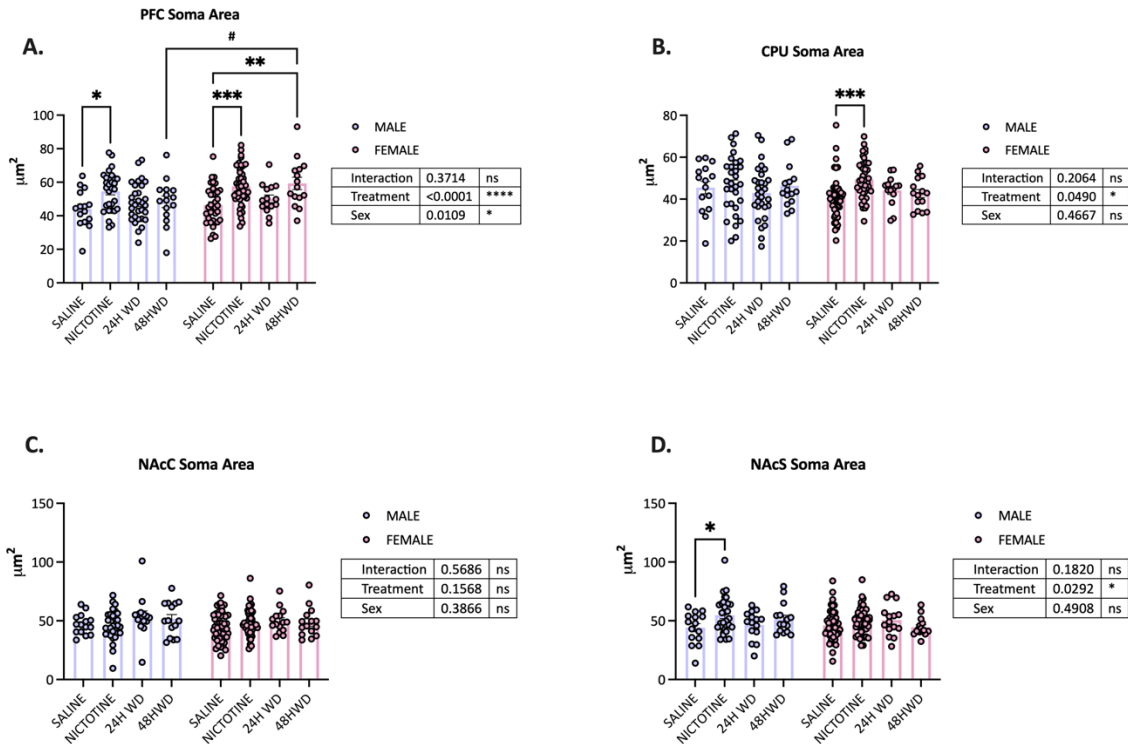 PFC Soma Area
A.
#
**
*
***
100
80
60
40
20
0
μm²
SALINE
NICTOTINE
24H WD
48HWD
SALINE
NICTOTINE
24H WD
48HWD
MALE
FEMALE
Interaction 0.3714 ns
Treatment <0.0001 ****
Sex 0.0109 *
B.
CPU Soma Area
***
80
60
40
20
0
μm²
SALINE
NICTOTINE
24H WD
48HWD
SALINE
NICTOTINE
24H WD
48HWD
MALE
FEMALE
Interaction 0.2064 ns
Treatment 0.0490 *
Sex 0.4667 ns
C.
NAcC Soma Area
150
100
50
0
μm²
SALINE
NICTOTINE
24H WD
48HWD
SALINE
NICTOTINE
24H WD
48HWD
MALE
FEMALE
Interaction 0.5686 ns
Treatment 0.1568 ns
Sex 0.3866 ns
D.
NAcS Soma Area
*
150
100
50
0
μm²
SALINE
NICTOTINE
24H WD
48HWD
SALINE
NICTOTINE
24H WD
48HWD
MALE
FEMALE
Interaction 0.1820 ns
Treatment 0.0292 *
Sex 0.4908 ns